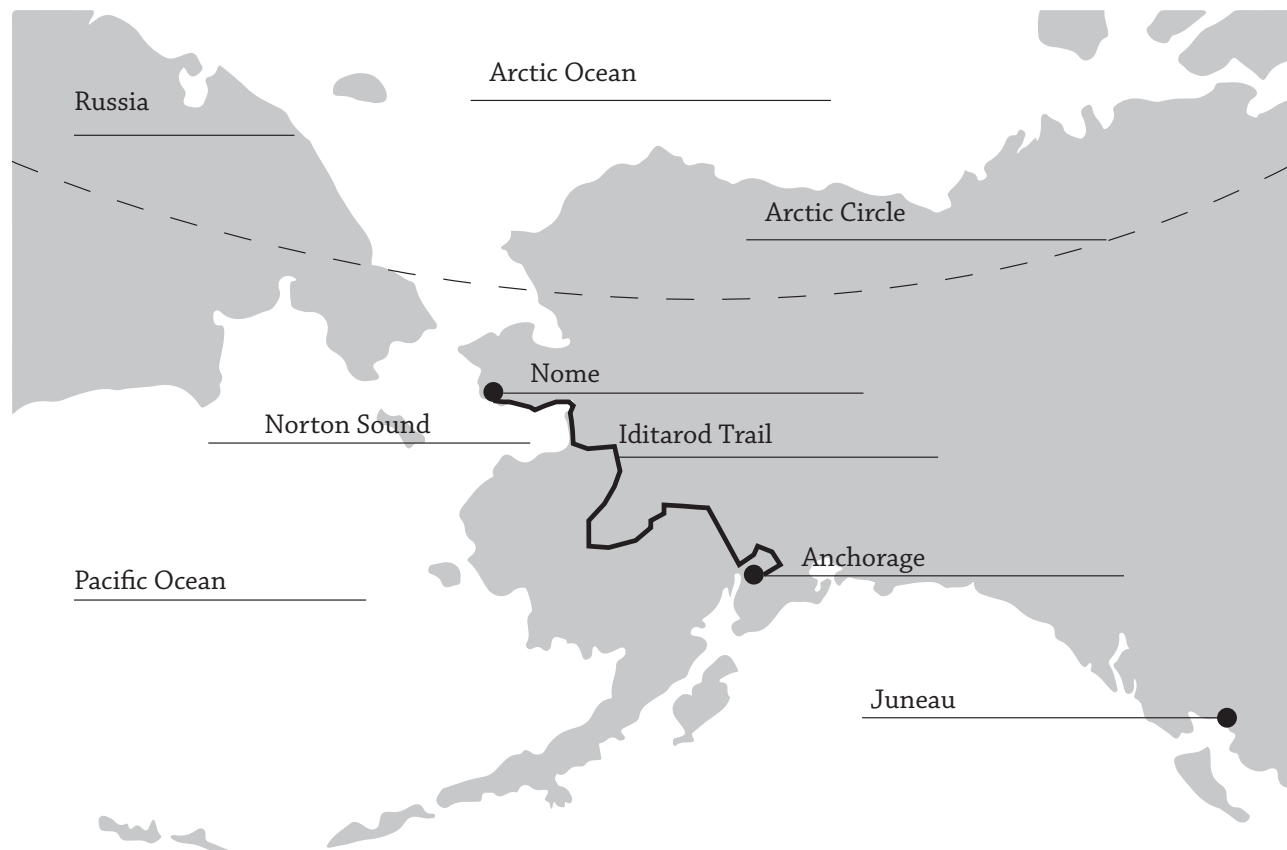 Arctic Ocean
Russia
Arctic Circle
Nome
Norton Sound
Iditarod Trail
Anchorage
Pacific Ocean
Juneau